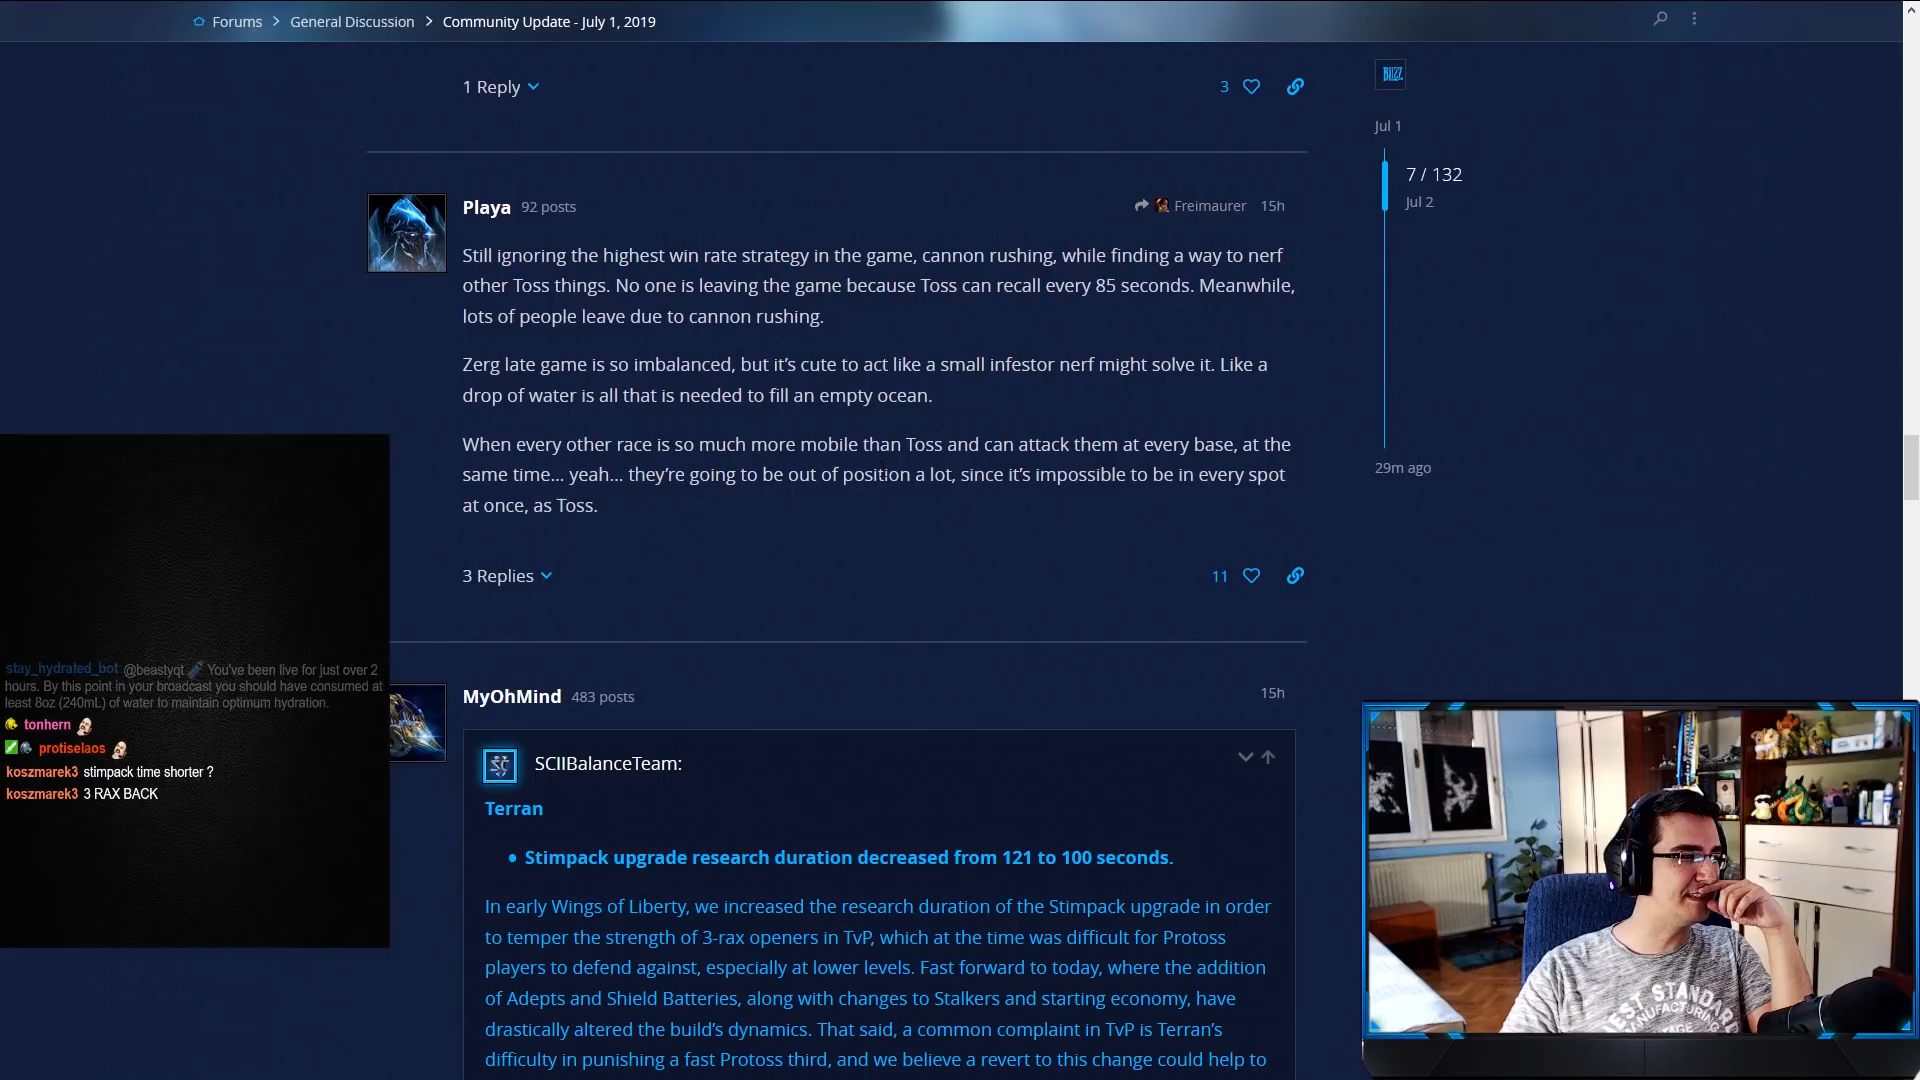 Forums > General Discussion > Community Update - July 1, 2019
1 Reply
3
BLIZZ
Jul 1
7 / 132
Jul 2
29m ago
Playa 92 posts
Freimaurer 15h
Still ignoring the highest win rate strategy in the game, cannon rushing, while finding a way to nerf
other Toss things. No one is leaving the game because Toss can recall every 85 seconds. Meanwhile,
lots of people leave due to cannon rushing.
Zerg late game is so imbalanced, but it’s cute to act like a small infestor nerf might solve it. Like a
drop of water is all that is needed to fill an empty ocean.
When every other race is so much more mobile than Toss and can attack them at every base, at the
same time… yeah… they’re going to be out of position a lot, since it’s impossible to be in every spot
at once, as Toss.
3 Replies
11
MyOhMind 483 posts
15h
SCIIBalanceTeam:
Terran
• Stimpack upgrade research duration decreased from 121 to 100 seconds.
In early Wings of Liberty, we increased the research duration of the Stimpack upgrade in order
to temper the strength of 3-rax openers in TvP, which at the time was difficult for Protoss
players to defend against, especially at lower levels. Fast forward to today, where the addition
of Adepts and Shield Batteries, along with changes to Stalkers and starting economy, have
drastically altered the build’s dynamics. That said, a common complaint in TvP is Terran’s
difficulty in punishing a fast Protoss third, and we believe a revert to this change could help to
stay_hydrated_bot @beastyqt You've been live for just over 2
hours. By this point in your broadcast you should have consumed at
least 8oz (240mL) of water to maintain optimum hydration.
tonhern
protiselaos
koszmarek3 stimpack time shorter ?
koszmarek3 3 RAX BACK
STANDARD